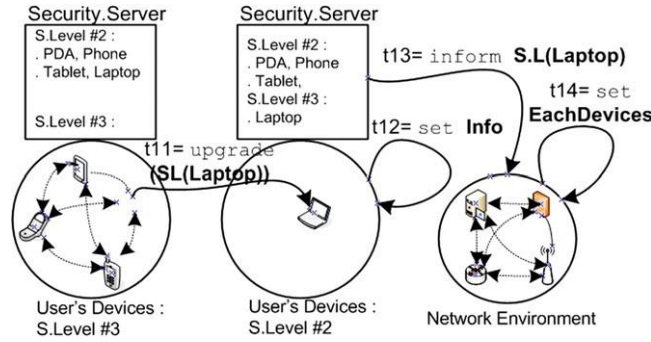 Security.Server
S.Level #2 :
. PDA, Phone
. Tablet, Laptop
S.Level #3 :
Security.Server
S.Level #2 :
. PDA, Phone
. Tablet,
S.Level #3 :
. Laptop
t13= inform S.L(Laptop)
t14= set
EachDevices
t12= set Info
t11= upgrade
(SL(Laptop))
User's Devices :
S.Level #3
User's Devices :
S.Level #2
Network Environment